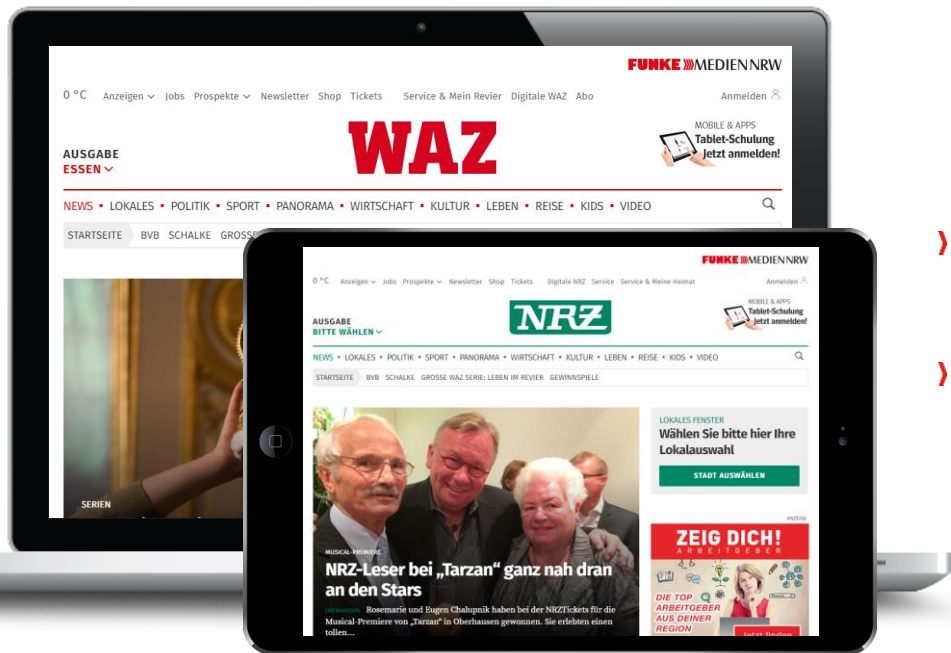 FUNKE MEDIEN NRW
0 °C Anzeigen Jobs Prospekte Newsletter Shop Tickets Service & Mein Revier Digitale WAZ Abo Anmelden
MOBILE & APPS
Tablet-Schulung
Jetzt anmelden!
AUSGABE
ESSEN
WAZ
NEWS • LOKALES • POLITIK • SPORT • PANORAMA • WIRTSCHAFT • KULTUR • LEBEN • REISE • KIDS • VIDEO
STARTSEITE BVB SCHALKE GROSSE
SERIEN
FUNKE MEDIEN NRW
0 °C Anzeigen Jobs Prospekte Newsletter Shop Tickets Digitale NRZ Service Service & Meine Heimat Anmelden
MOBILE & APPS
Tablet-Schulung
Jetzt anmelden!
AUSGABE
BITTE WÄHLEN
NRZ
NEWS • LOKALES • POLITIK • SPORT • PANORAMA • WIRTSCHAFT • KULTUR • LEBEN • REISE • KIDS • VIDEO
STARTSEITE BVB SCHALKE GROSSE WAZ SERIE: LEBEN IM REVIER GEWINNSPIELE
LOKALES FENSTER
Wählen Sie bitte hier Ihre
Lokalauswahl
STADT AUSWÄHLEN
MUSICAL-PREMIERE
NRZ-Leser bei „Tarzan“ ganz nah dran
an den Stars
OBERHAUSEN. Rosemarie und Eugen Chalupnik haben bei der NRZTickets für die
Musical-Premiere von „Tarzan“ in Oberhausen gewonnen. Sie erlebten einen
tollen...
ANZEIGE
ZEIG DICH!
ARBEITGEBER
DIE TOP
ARBEITGEBER
AUS DEINER
REGION
Jetzt finden